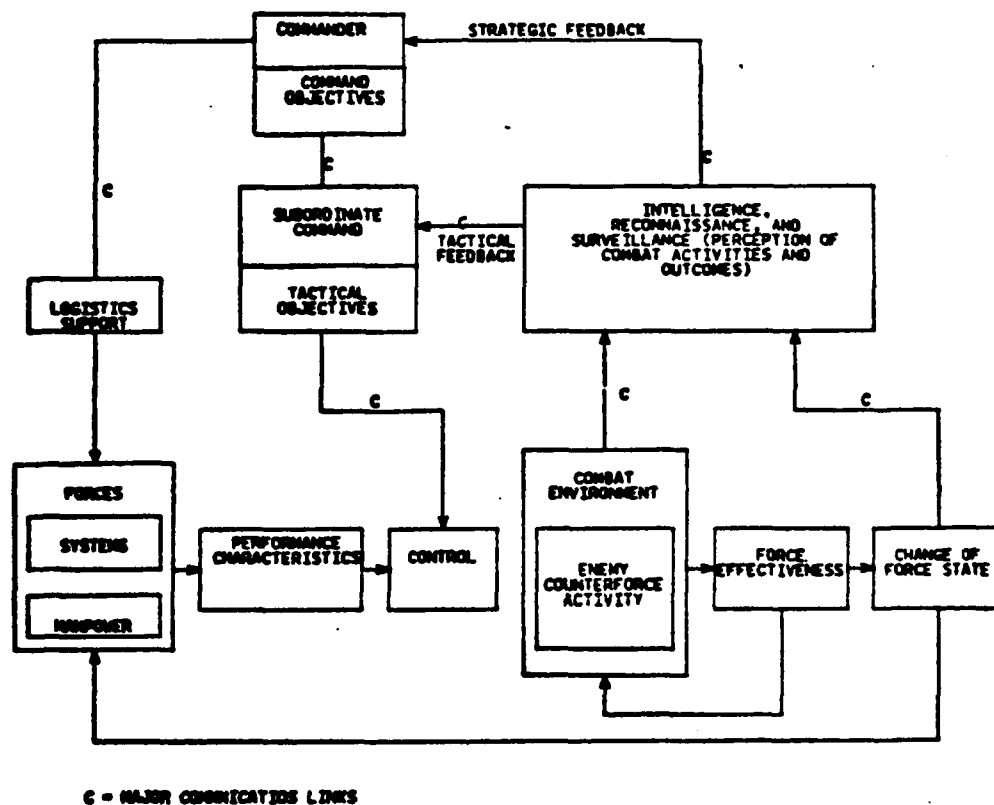 COMMANDER
STRATEGIC FEEDBACK
COMMAND
OBJECTIVES
C
C
C
SUBORDINATE
COMMAND
C
TACTICAL
FEEDBACK
INTELLIGENCE,
RECONNAISSANCE, AND
SURVEILLANCE (PERCEPTION OF
COMBAT ACTIVITIES AND
OUTCOMES)
TACTICAL
OBJECTIVES
LOGISTICS
SUPPORT
C
C
C
FORCES
SYSTEMS
MANPOWER
PERFORMANCE
CHARACTERISTICS
CONTROL
COMBAT
ENVIRONMENT
ENEMY
COUNTERFORCE
ACTIVITY
FORCE
EFFECTIVENESS
CHANGE OF
FORCE STATE
C = MAJOR COMMUNICATIOS LINKS